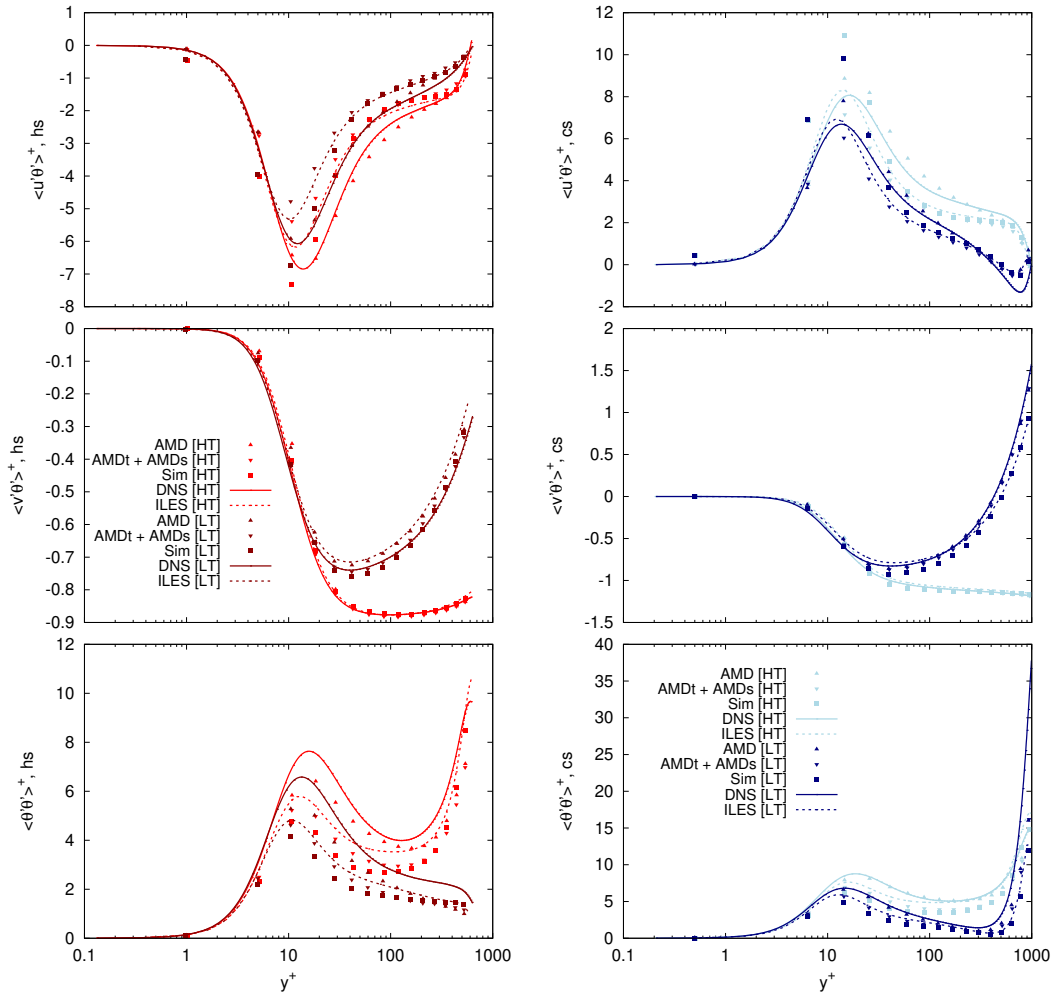 0
-1
-2
-3
-4
-5
-6
-7
-8
<u'θ'>⁺, hs
12
10
8
6
4
2
0
-2
<u'θ'>⁺, cs
0
-0.1
-0.2
-0.3
-0.4
-0.5
-0.6
-0.7
-0.8
-0.9
<v'θ'>⁺, hs
AMD [HT]
AMDt + AMDs [HT]
Sim [HT]
DNS [HT]
ILES [HT]
AMD [LT]
AMDt + AMDs [LT]
Sim [LT]
DNS [LT]
ILES [LT]
2
1.5
1
0.5
0
-0.5
-1
-1.5
<v'θ'>⁺, cs
12
10
8
6
4
2
0
<θ'θ'>⁺, hs
0.1 1 10 100 1000
y⁺
40
35
30
25
20
15
10
5
0
<θ'θ'>⁺, cs
AMD [HT]
AMDt + AMDs [HT]
Sim [HT]
DNS [HT]
ILES [HT]
AMD [LT]
AMDt + AMDs [LT]
Sim [LT]
DNS [LT]
ILES [LT]
0.1 1 10 100 1000
y⁺